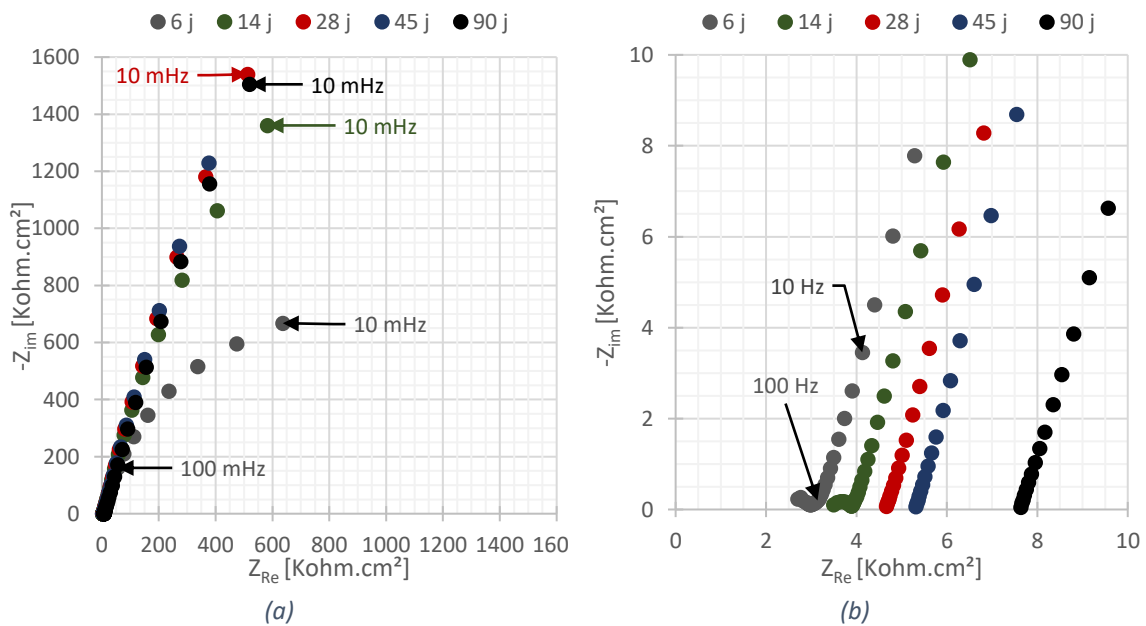 6 j 14 j 28 j 45 j 90 j
1600
1400
1200
1000
800
600
400
200
0
-Zim [Kohm.cm²]
10 mHz
10 mHz
10 mHz
10 mHz
100 mHz
0 200 400 600 800 1000 1200 1400 1600
ZRe [Kohm.cm²]
(a)
6 j 14 j 28 j 45 j 90 j
10
8
6
4
2
0
-Zim [Kohm.cm²]
10 Hz
100 Hz
0 2 4 6 8 10
ZRe [Kohm.cm²]
(b)